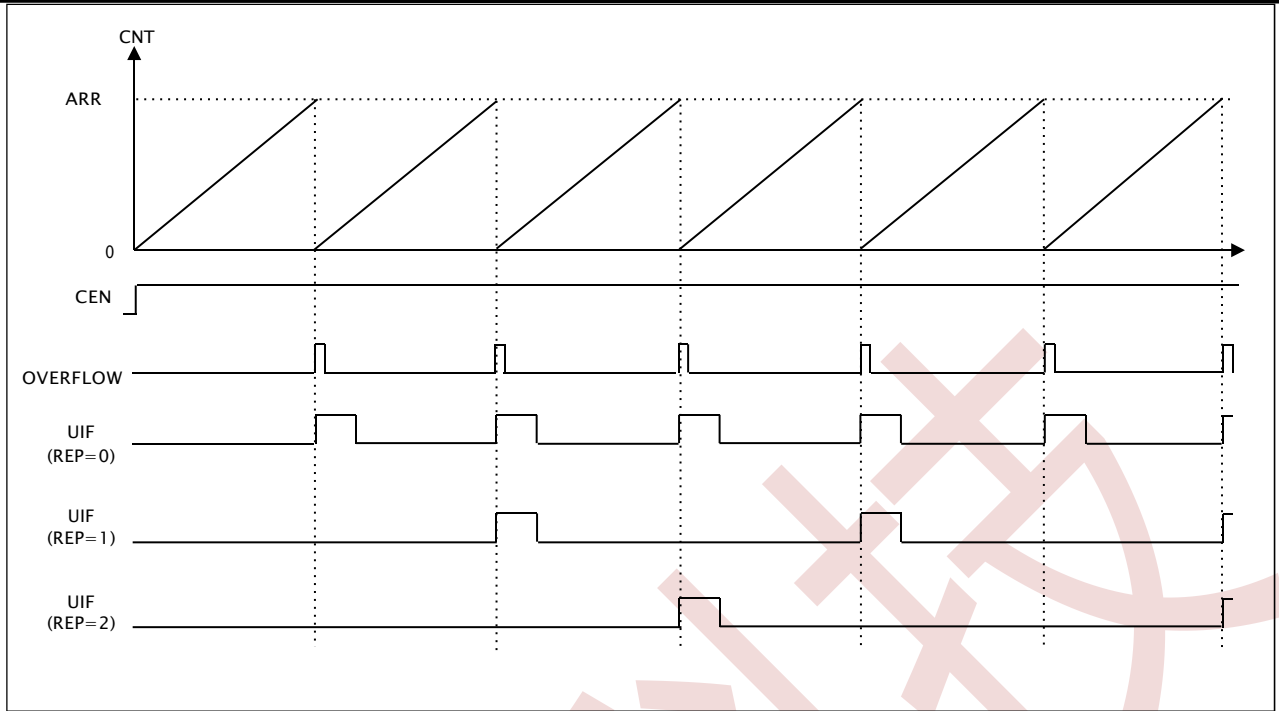 CNT
ARR
0
CEN
OVERFLOW
UIF
(REP=0)
UIF
(REP=1)
UIF
(REP=2)